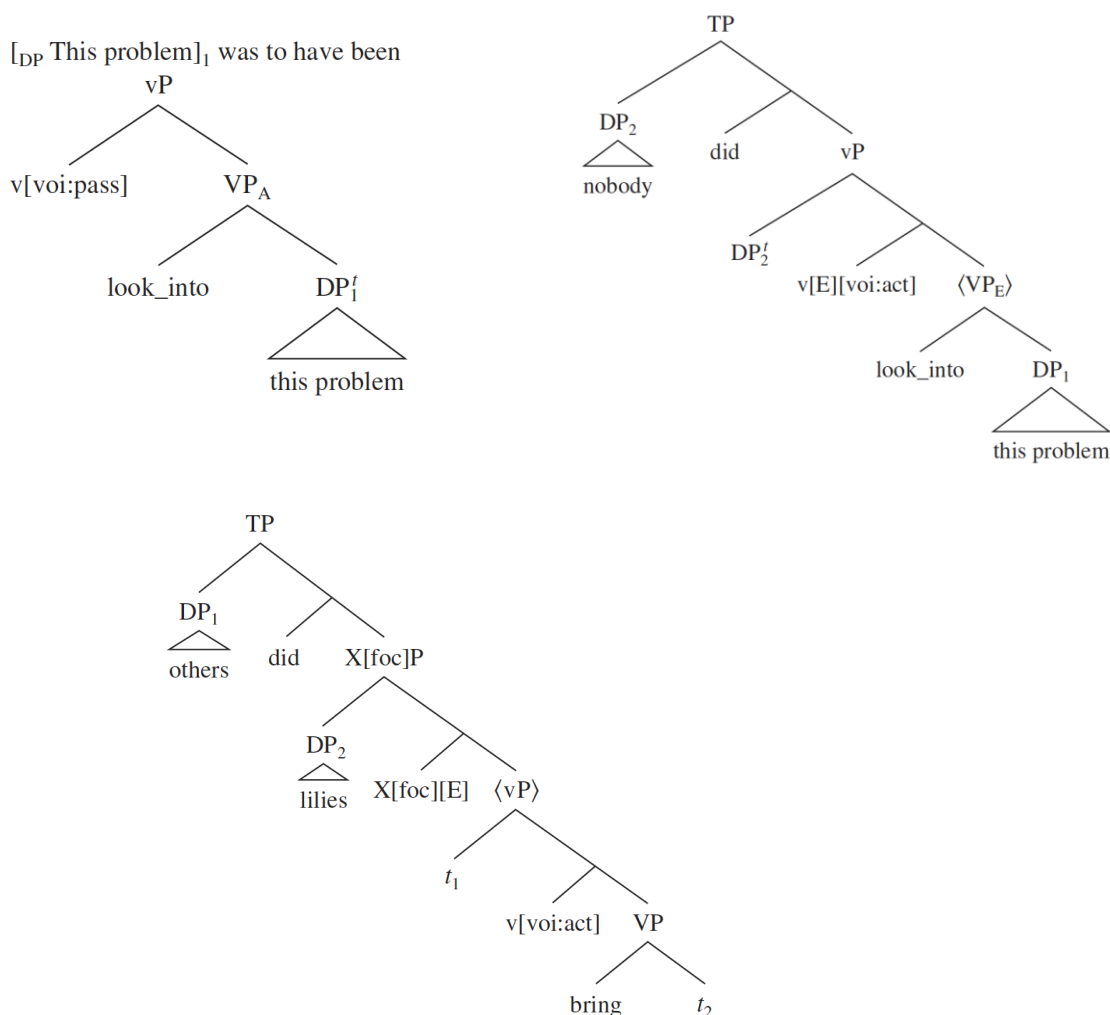 [DP This problem]1 was to have been
vP
v[voi:pass] VPA
look_into DP1t
this problem
TP
DP2 did vP
nobody
DP2t v[E][voi:act] ⟨VPE⟩
look_into DP1
this problem
TP
DP1 did X[foc]P
others
DP2 X[foc][E] ⟨vP⟩
lilies
t1
v[voi:act] VP
bring t2